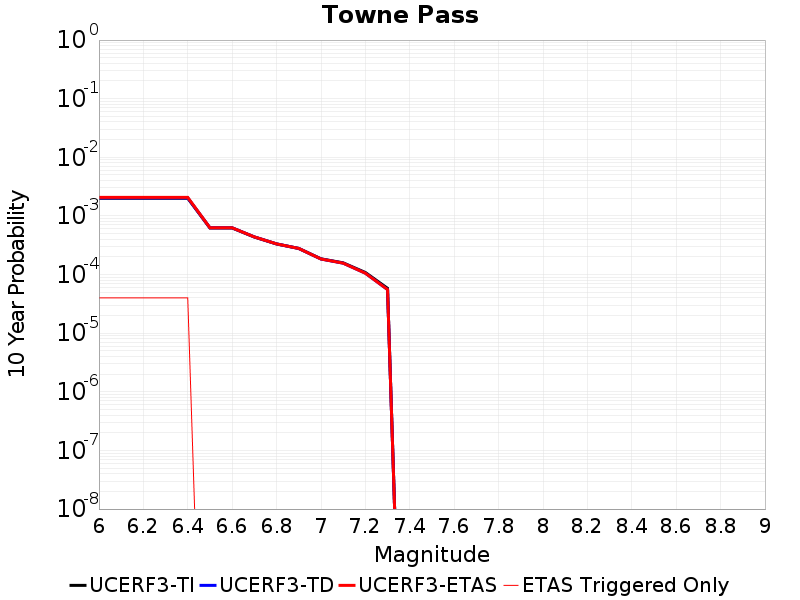 Towne Pass
10^0
10^-1
10^-2
10^-3
10^-4
10^-5
10^-6
10^-7
10^-8
10 Year Probability
6 6.2 6.4 6.6 6.8 7 7.2 7.4 7.6 7.8 8 8.2 8.4 8.6 8.8 9
Magnitude
UCERF3-TI UCERF3-TD UCERF3-ETAS ETAS Triggered Only